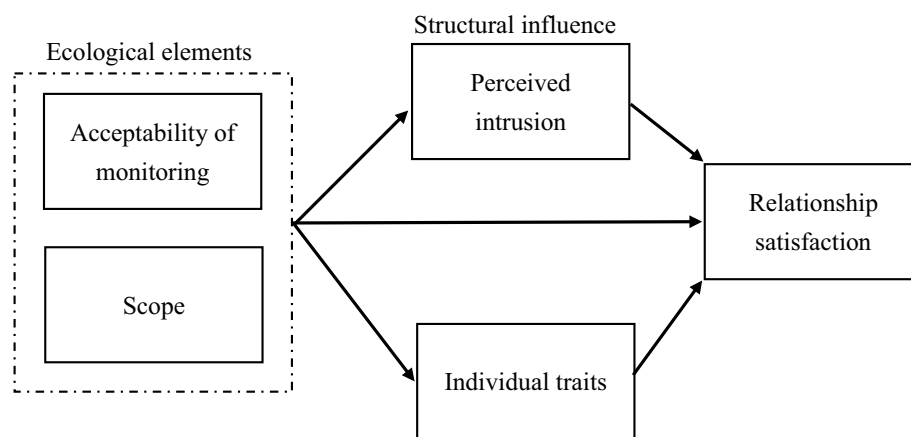 Structural influence
Ecological elements
Perceived
intrusion
Acceptability of
monitoring
Relationship
satisfaction
Scope
Individual traits